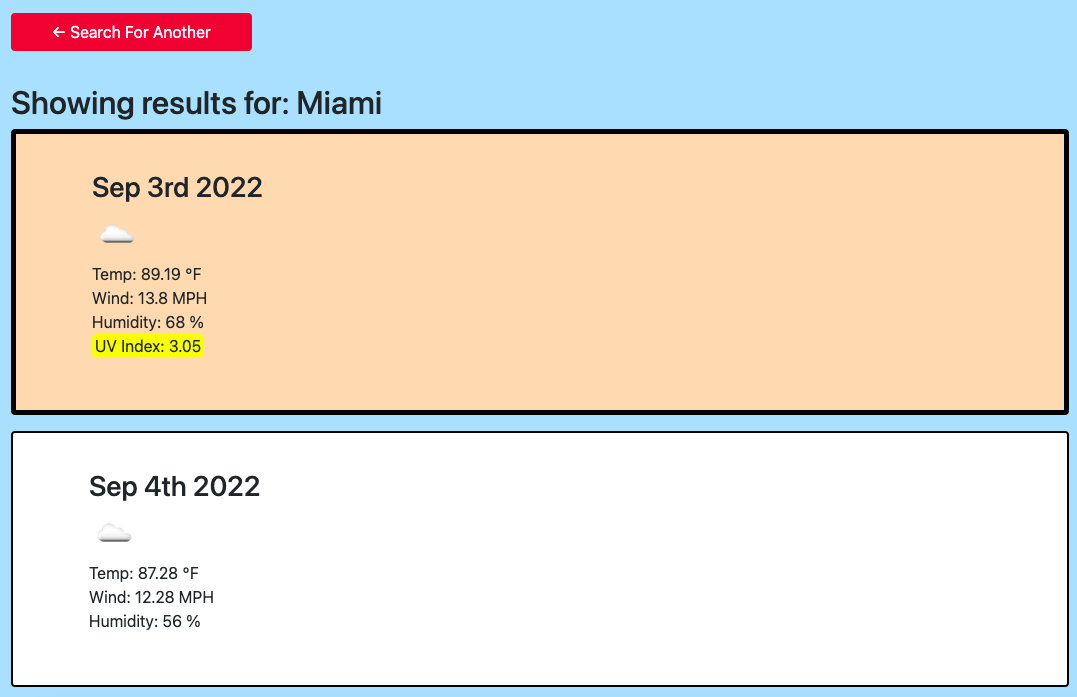 ← Search For Another
Showing results for: Miami
Sep 3rd 2022
Temp: 89.19 °F
Wind: 13.8 MPH
Humidity: 68 %
UV Index: 3.05
Sep 4th 2022
Temp: 87.28 °F
Wind: 12.28 MPH
Humidity: 56 %